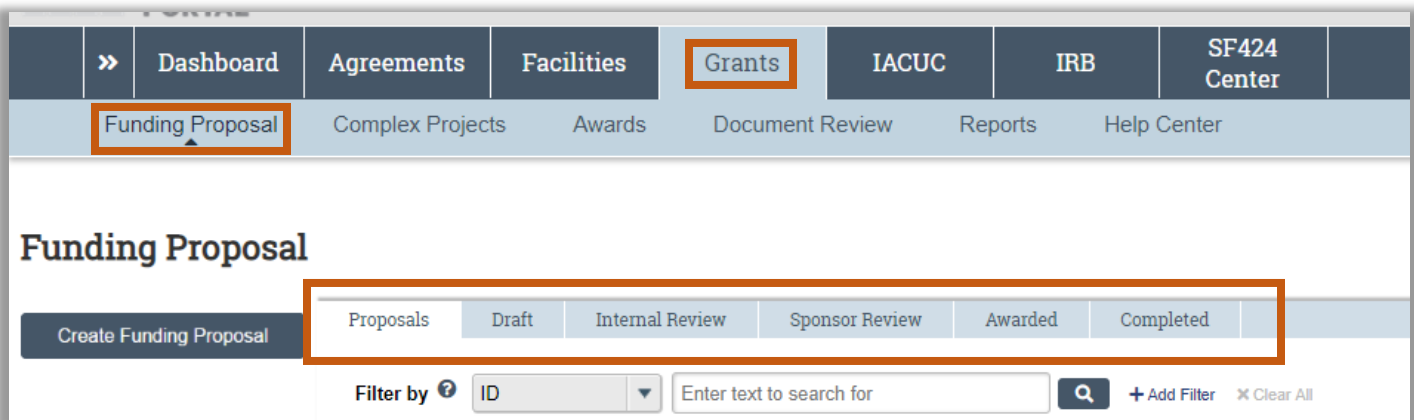 » Dashboard Agreements Facilities Grants IACUC IRB SF424 Center
Funding Proposal Complex Projects Awards Document Review Reports Help Center
Funding Proposal
Create Funding Proposal
Proposals Draft Internal Review Sponsor Review Awarded Completed
Filter by ? ID Enter text to search for + Add Filter × Clear All